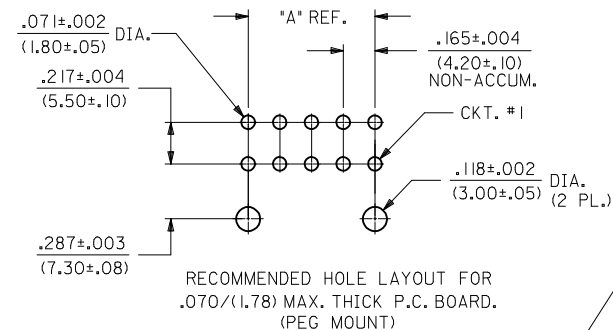 "A" REF.
.071±.002 DIA.
(1.80±.05)
.165±.004
(4.20±.10)
NON-ACCUM.
.217±.004
(5.50±.10)
CKT. #1
.118±.002 DIA.
(3.00±.05) (2 PL.)
.287±.003
(7.30±.08)
RECOMMENDED HOLE LAYOUT FOR
.070/(1.78) MAX. THICK P.C. BOARD.
(PEG MOUNT)